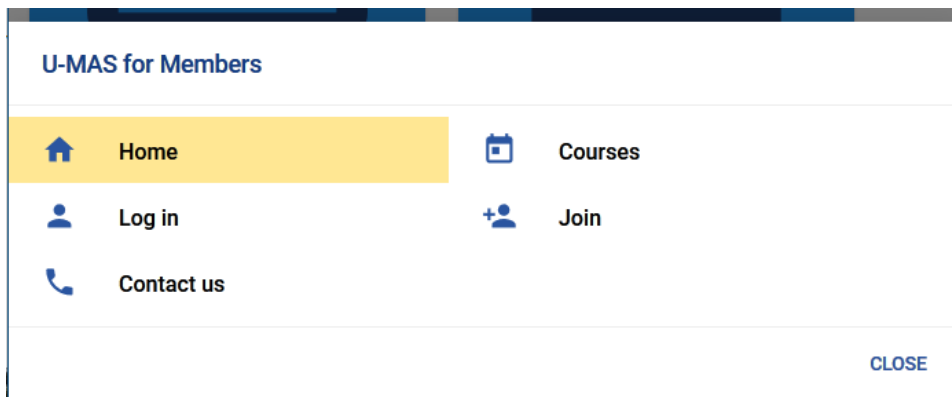 U-MAS for Members
Home
Courses
Log in
Join
Contact us
CLOSE